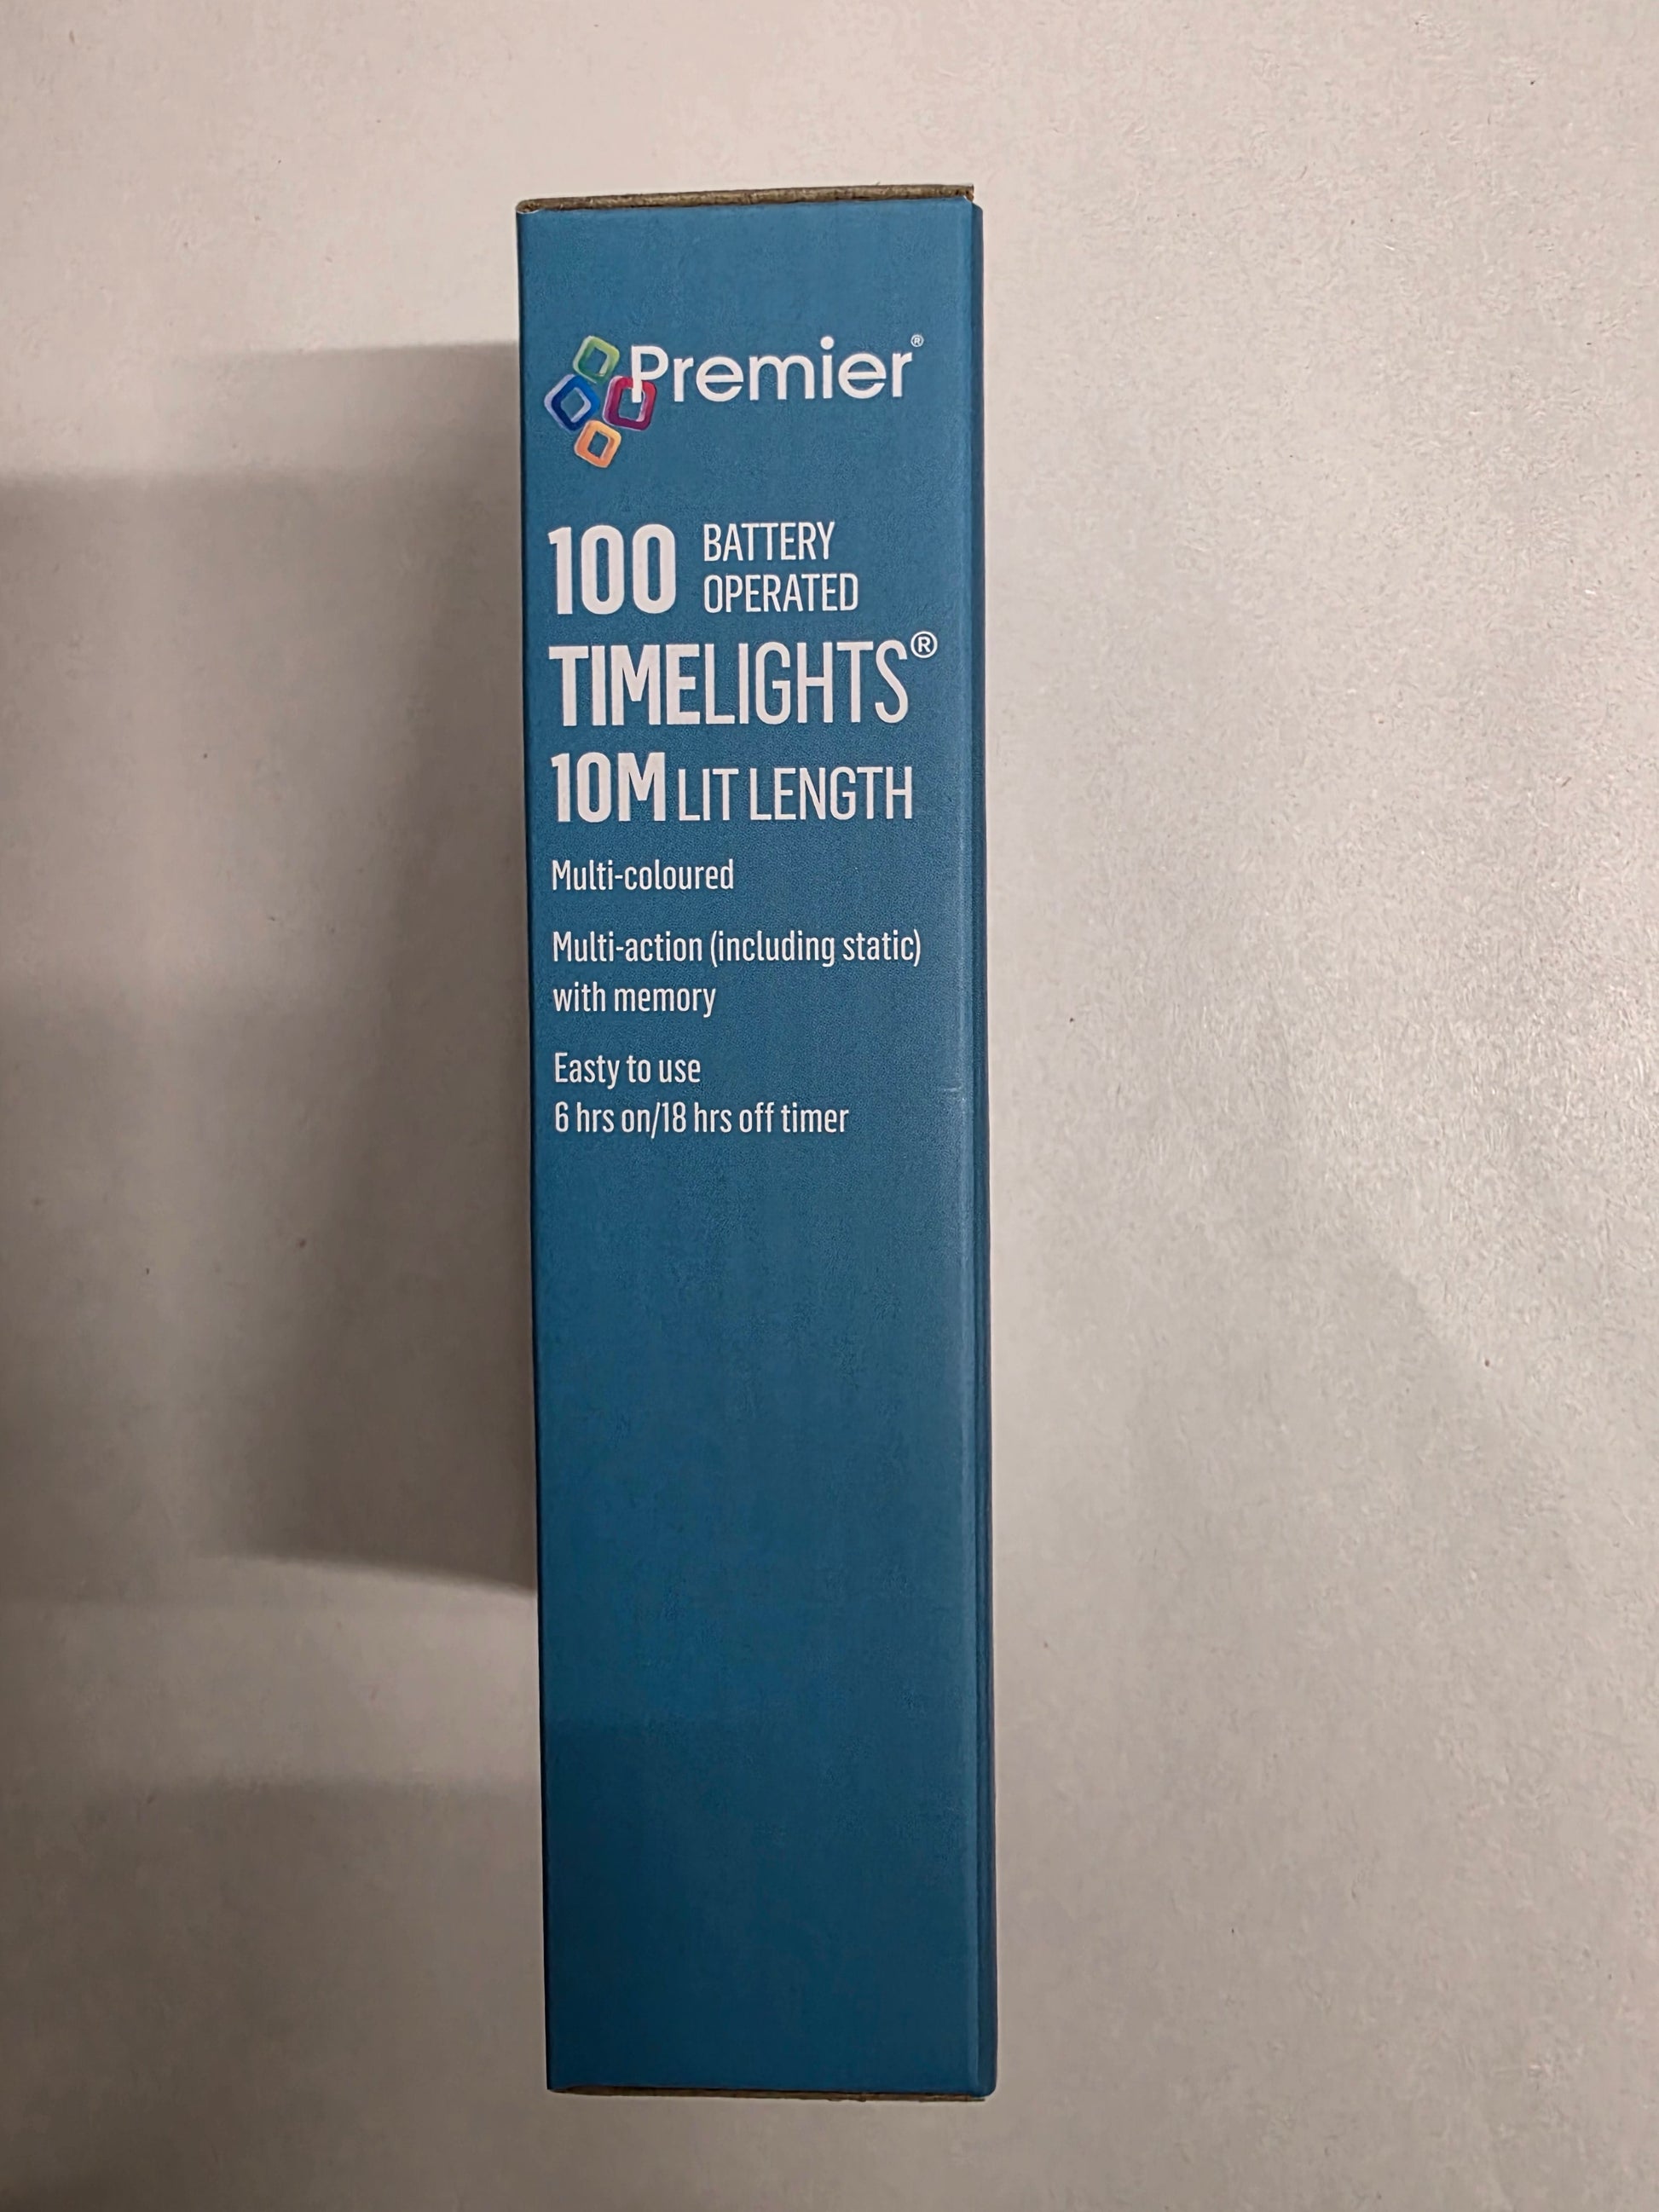 Premier®
100 BATTERY
OPERATED
TIMELIGHTS®
10M LIT LENGTH
Multi-coloured
Multi-action (including static)
with memory
Easty to use
6 hrs on/18 hrs off timer